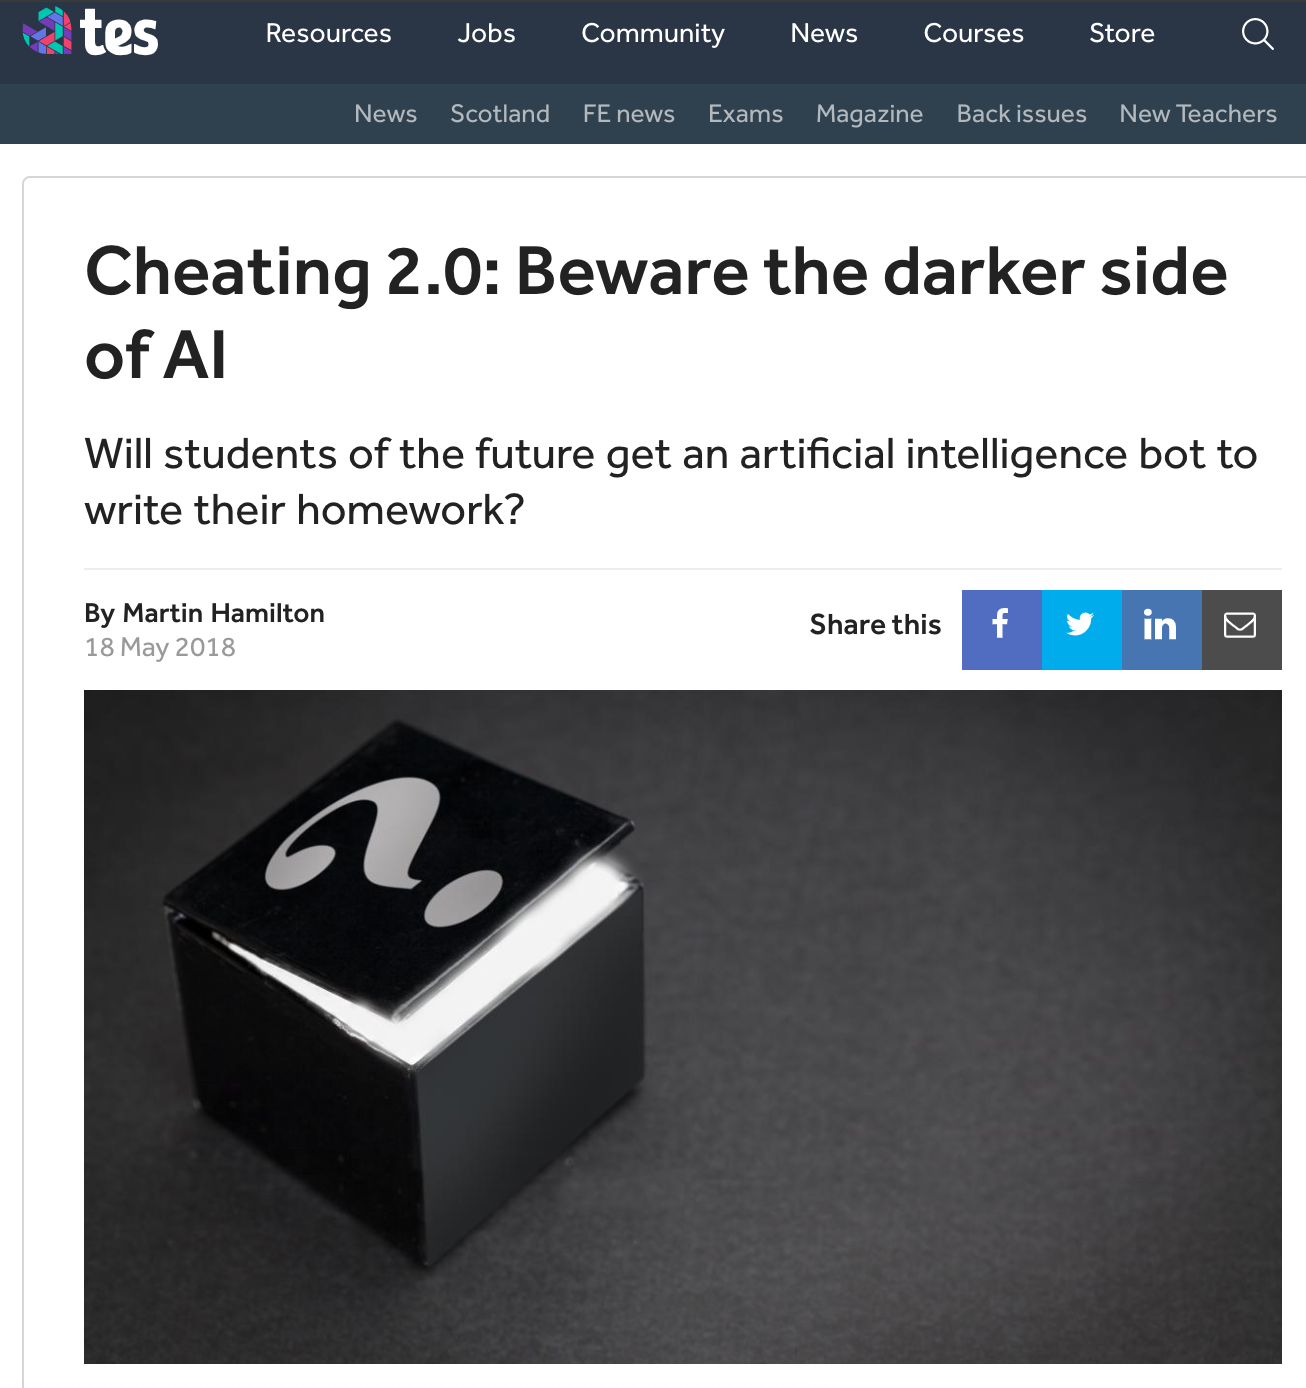 tes
Resources Jobs Community News Courses Store
News Scotland FE news Exams Magazine Back issues New Teachers
Cheating 2.0: Beware the darker side
of AI
Will students of the future get an artificial intelligence bot to
write their homework?
By Martin Hamilton
18 May 2018
Share this
f in
?